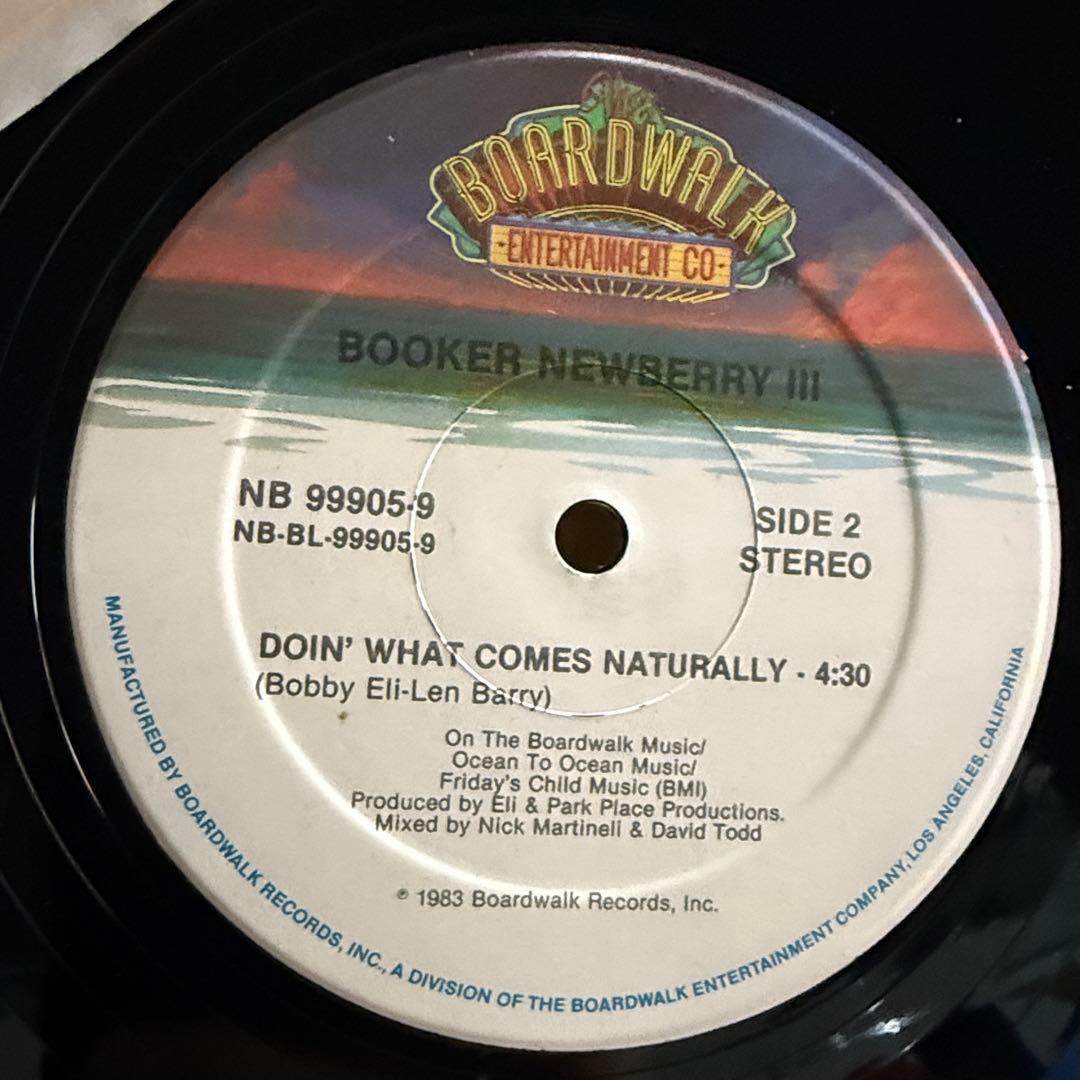 BOARDWALK
ENTERTAINMENT CO
BOOKER NEWBERRY III
NB 99905-9
NB-BL-99905-9
SIDE 2
STEREO
DOIN' WHAT COMES NATURALLY - 4:30
(Bobby Eli-Len Barry)
On The Boardwalk Music/
Ocean To Ocean Music/
Friday's Child Music (BMI)
Produced by Eli & Park Place Productions.
Mixed by Nick Martinelli & David Todd
℗ 1983 Boardwalk Records, Inc.
MANUFACTURED BY BOARDWALK RECORDS, INC., A DIVISION OF THE BOARDWALK ENTERTAINMENT COMPANY, LOS ANGELES, CALIFORNIA